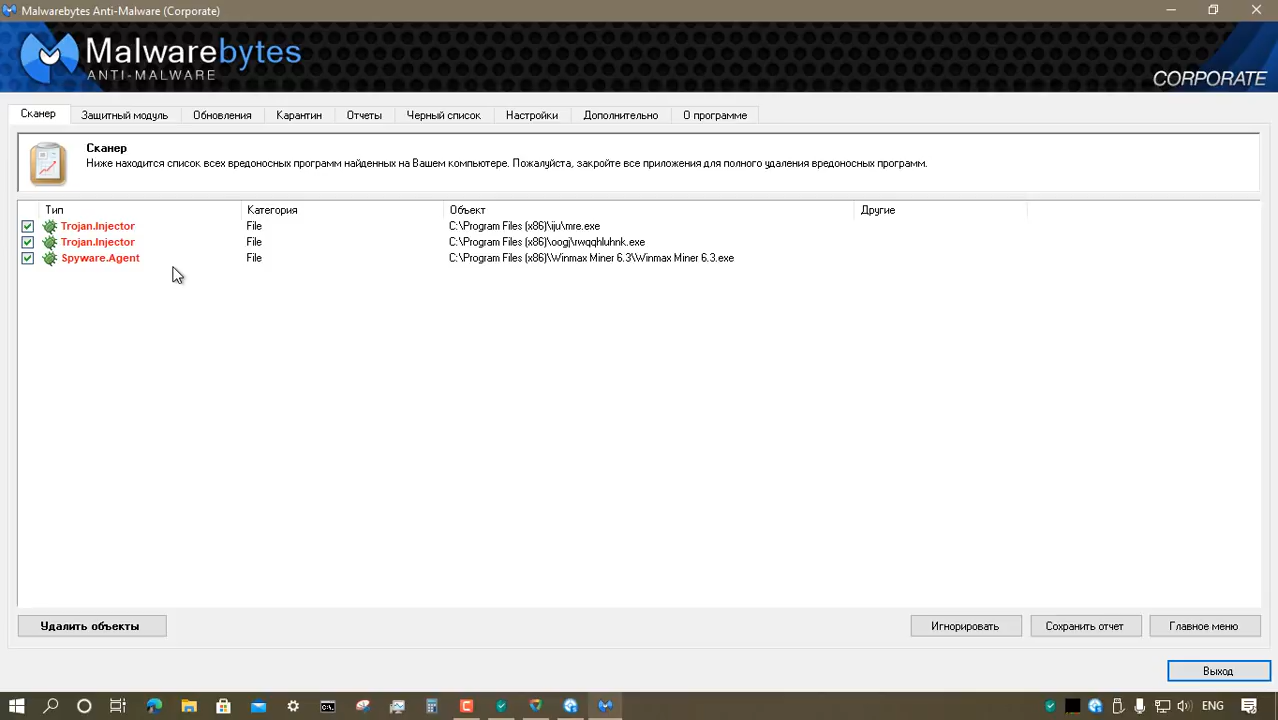 Malwarebytes Anti-Malware (Corporate)
Malwarebytes
ANTI-MALWARE
CORPORATE
Сканер Защитный модуль Обновления Карантин Отчеты Черный список Настройки Дополнительно О программе
Сканер
Ниже находится список всех вредоносных программ найденных на Вашем компьютере. Пожалуйста, закройте все приложения для полного удаления вредоносных программ.
Тип Категория Объект Другие
Trojan.Injector File C:\Program Files (x86)\iju\mre.exe
Trojan.Injector File C:\Program Files (x86)\oogj\rwqqhluhnk.exe
Spyware.Agent File C:\Program Files (x86)\Winmax Miner 6.3\Winmax Miner 6.3.exe
Удалить объекты Игнорировать Сохранить отчет Главное меню
Выход
ENG